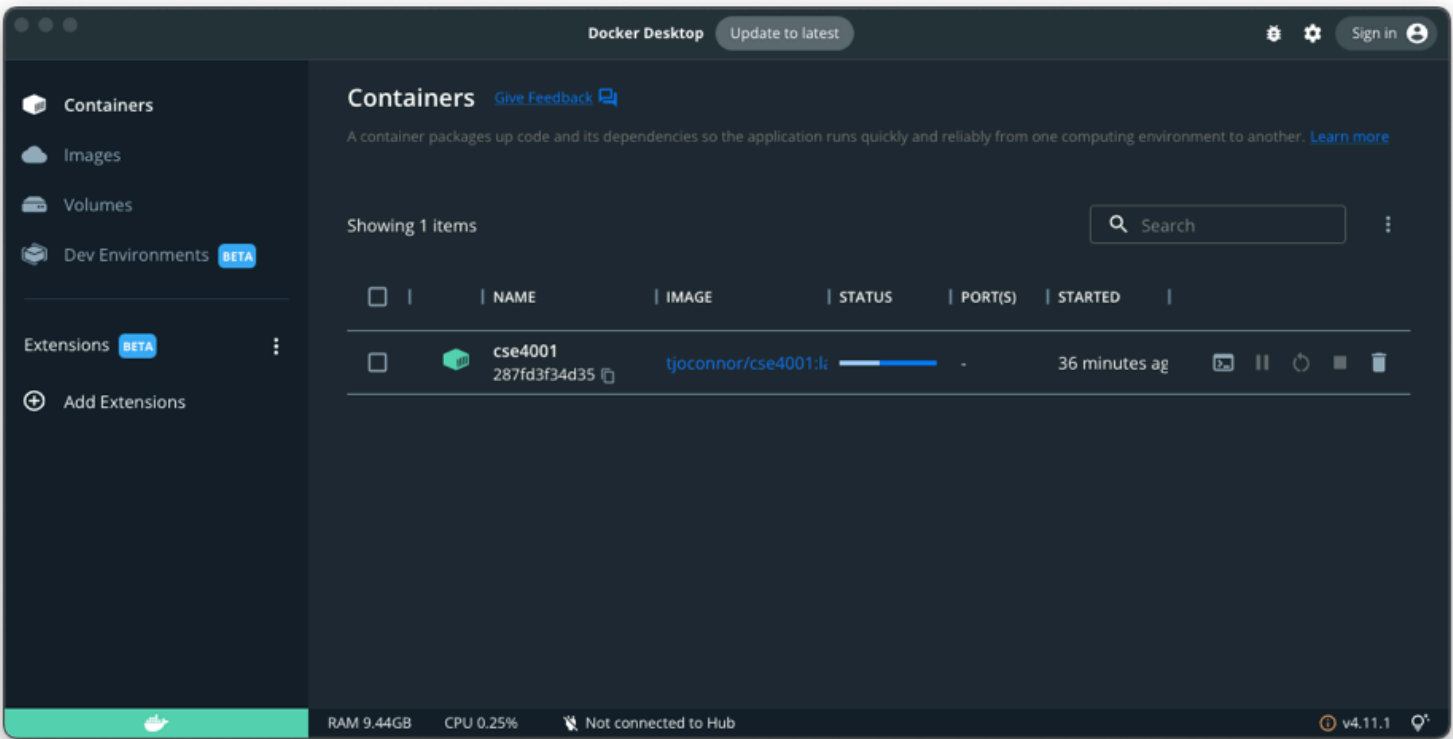 Docker Desktop Update to latest Sign in
Containers
Images
Volumes
Dev Environments BETA
Extensions BETA
Add Extensions
Containers Give Feedback
A container packages up code and its dependencies so the application runs quickly and reliably from one computing environment to another. Learn more
Showing 1 items
Search
NAME IMAGE STATUS PORT(S) STARTED
cse4001
287fd3f34d35
tjoconnor/cse4001:la
-
36 minutes ag
RAM 9.44GB CPU 0.25% Not connected to Hub v4.11.1